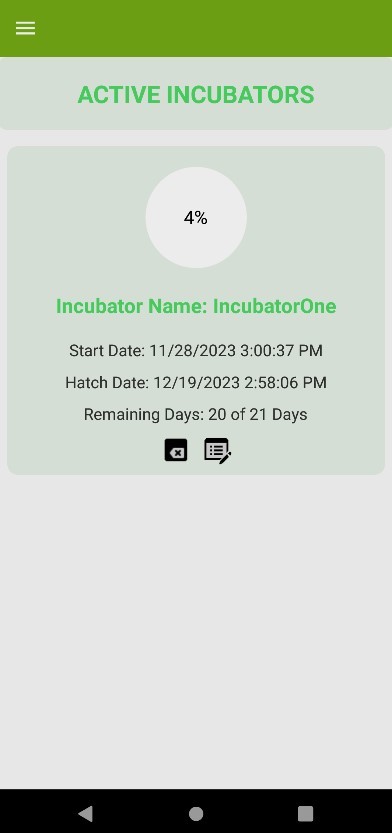 ACTIVE INCUBATORS
4%
Incubator Name: IncubatorOne
Start Date: 11/28/2023 3:00:37 PM
Hatch Date: 12/19/2023 2:58:06 PM
Remaining Days: 20 of 21 Days